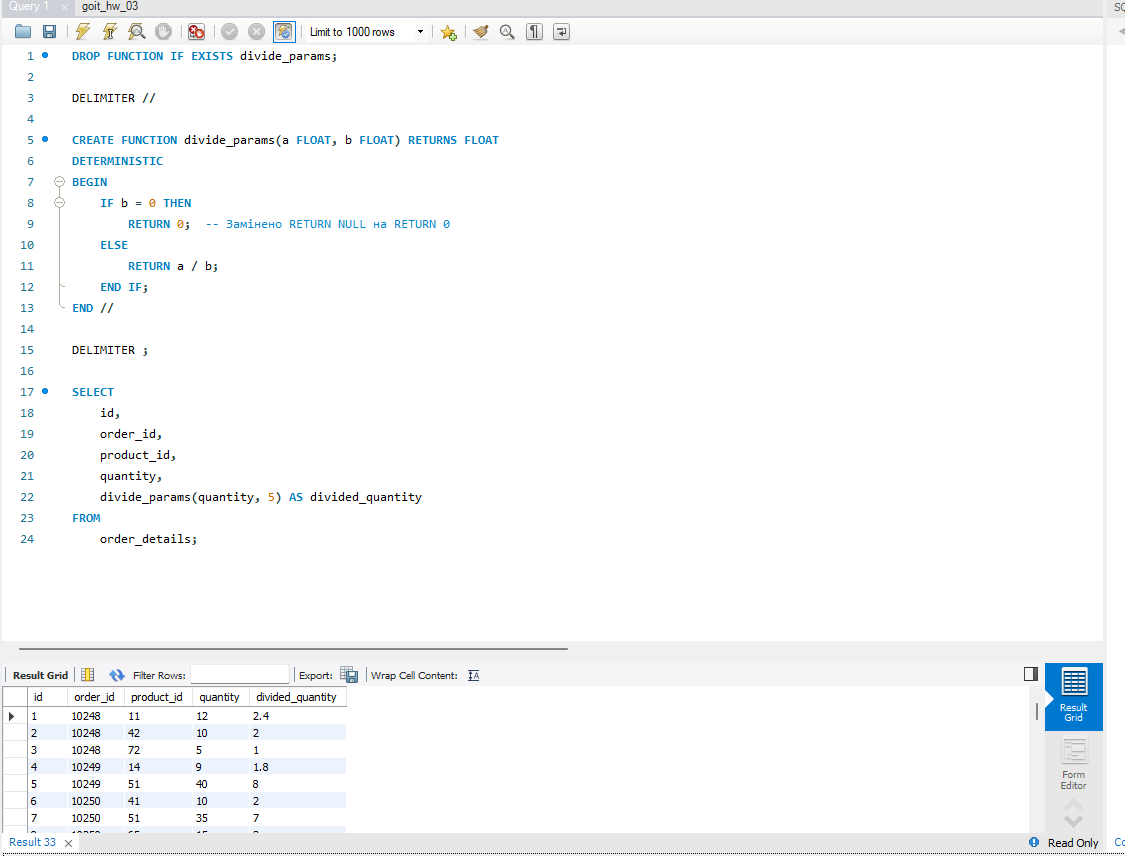 Query 1 goit_hw_03 SQ
Limit to 1000 rows
1 DROP FUNCTION IF EXISTS divide_params;
2
3 DELIMITER //
4
5 CREATE FUNCTION divide_params(a FLOAT, b FLOAT) RETURNS FLOAT
6 DETERMINISTIC
7 BEGIN
8 IF b = 0 THEN
9 RETURN 0; -- Замінено RETURN NULL на RETURN 0
10 ELSE
11 RETURN a / b;
12 END IF;
13 END //
14
15 DELIMITER ;
16
17 SELECT
18 id,
19 order_id,
20 product_id,
21 quantity,
22 divide_params(quantity, 5) AS divided_quantity
23 FROM
24 order_details;
Result Grid Filter Rows: Export: Wrap Cell Content:
id order_id product_id quantity divided_quantity
1 10248 11 12 2.4
2 10248 42 10 2
3 10248 72 5 1
4 10249 14 9 1.8
5 10249 51 40 8
6 10250 41 10 2
7 10250 51 35 7
Result
Grid
Form
Editor
Result 33 Read Only